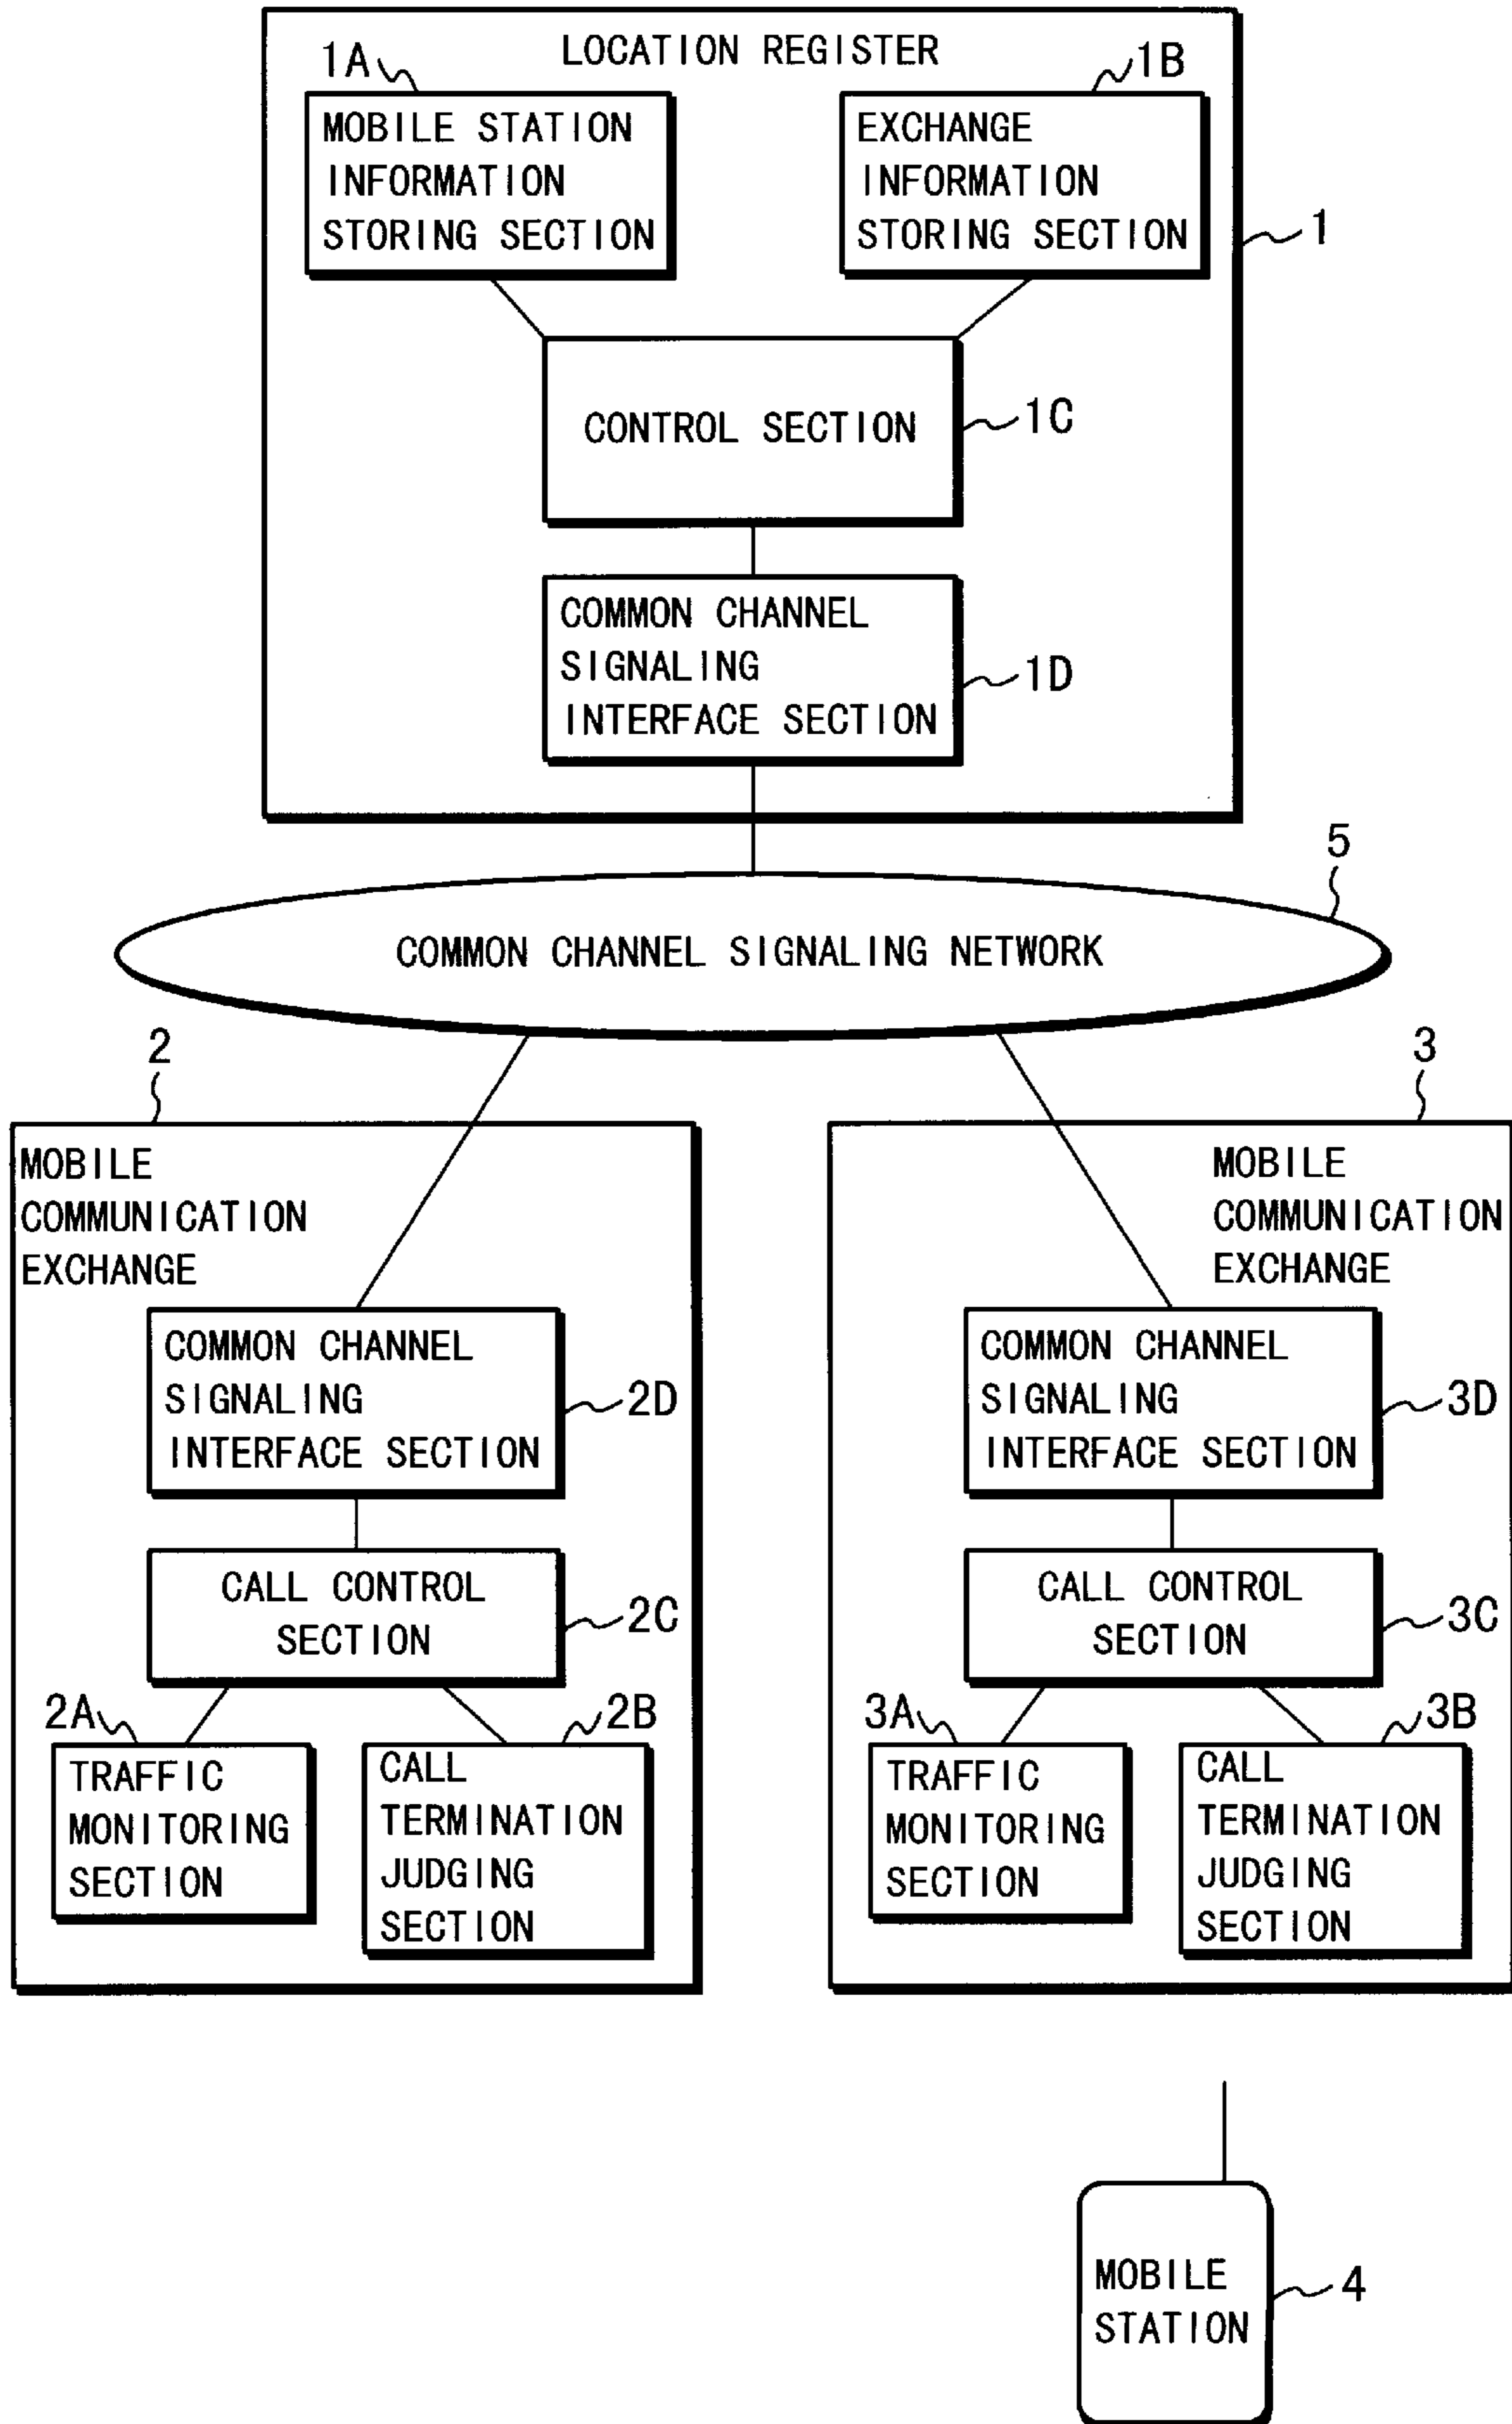 LOCATION REGISTER
1A
1B
MOBILE STATION
INFORMATION
STORING SECTION
EXCHANGE
INFORMATION
STORING SECTION
1
CONTROL SECTION
1C
COMMON CHANNEL
SIGNALING
INTERFACE SECTION
1D
5
COMMON CHANNEL SIGNALING NETWORK
2
MOBILE
COMMUNICATION
EXCHANGE
COMMON CHANNEL
SIGNALING
INTERFACE SECTION
2D
CALL CONTROL
SECTION
2C
2A
2B
TRAFFIC
MONITORING
SECTION
CALL
TERMINATION
JUDGING
SECTION
3
MOBILE
COMMUNICATION
EXCHANGE
COMMON CHANNEL
SIGNALING
INTERFACE SECTION
3D
CALL CONTROL
SECTION
3C
3A
3B
TRAFFIC
MONITORING
SECTION
CALL
TERMINATION
JUDGING
SECTION
MOBILE
STATION
4